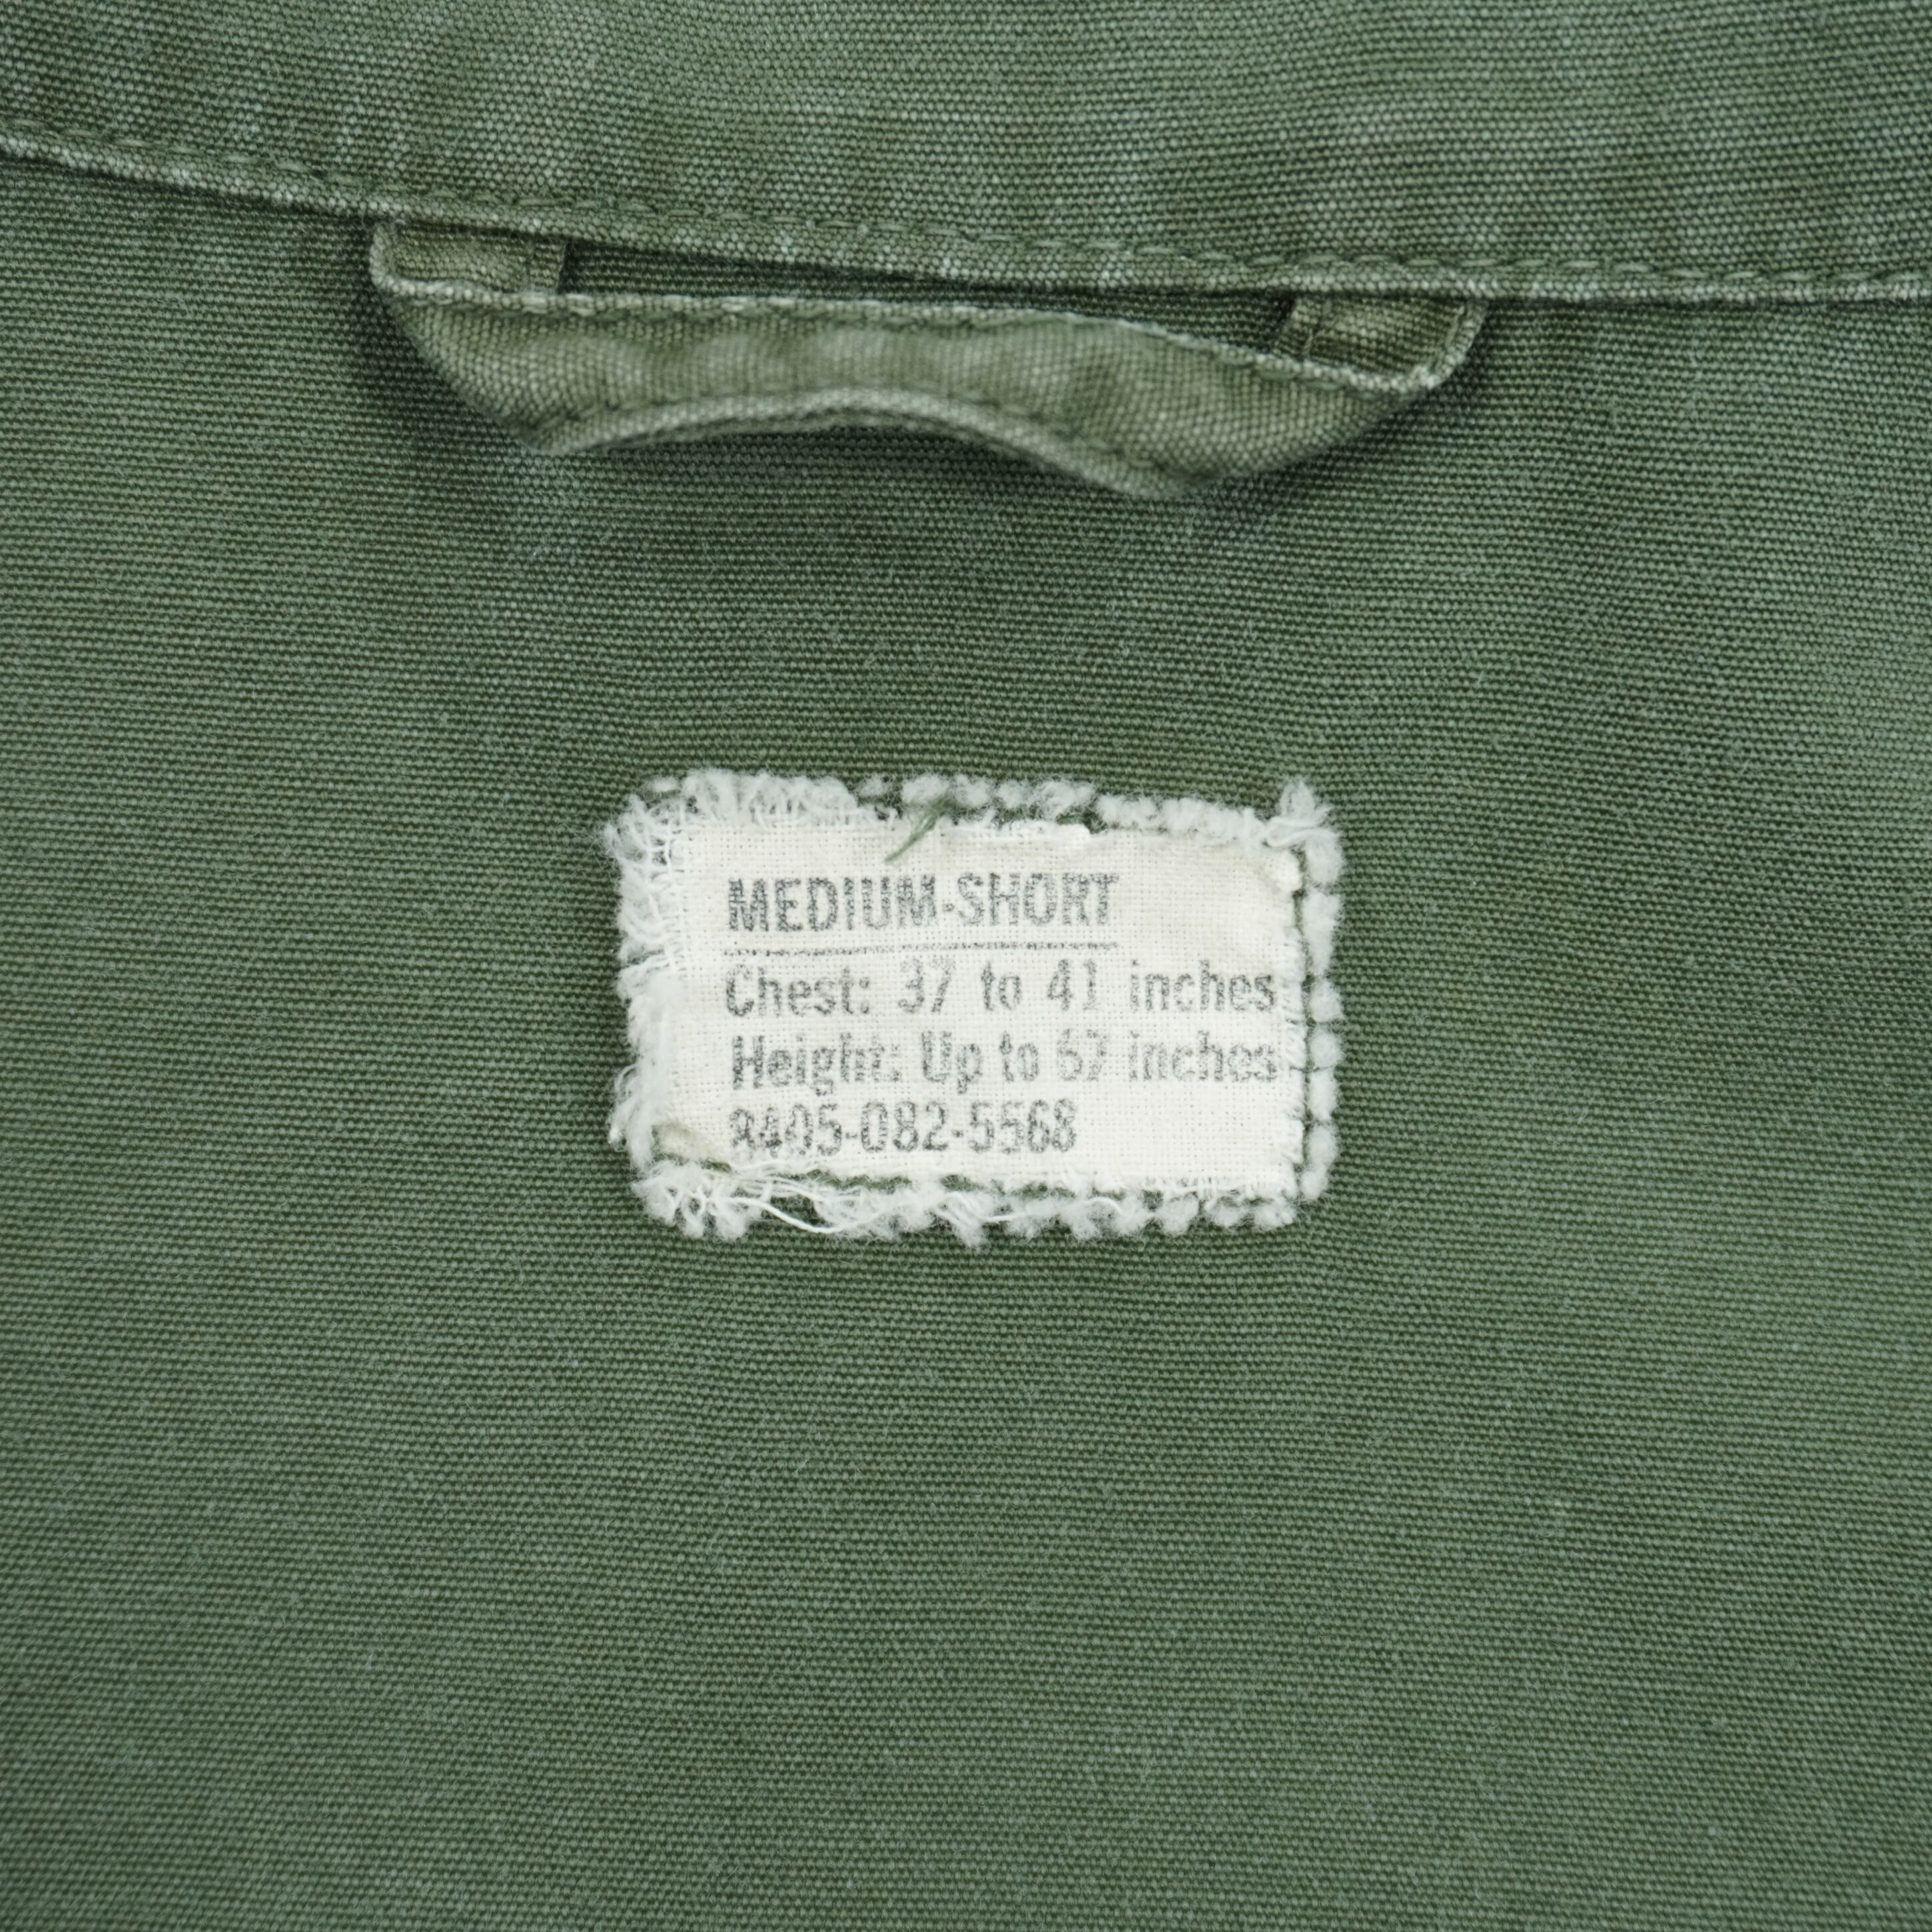 MEDIUM-SHORT
Chest: 37 to 41 inches
Height: Up to 67 inches
8405-082-5568